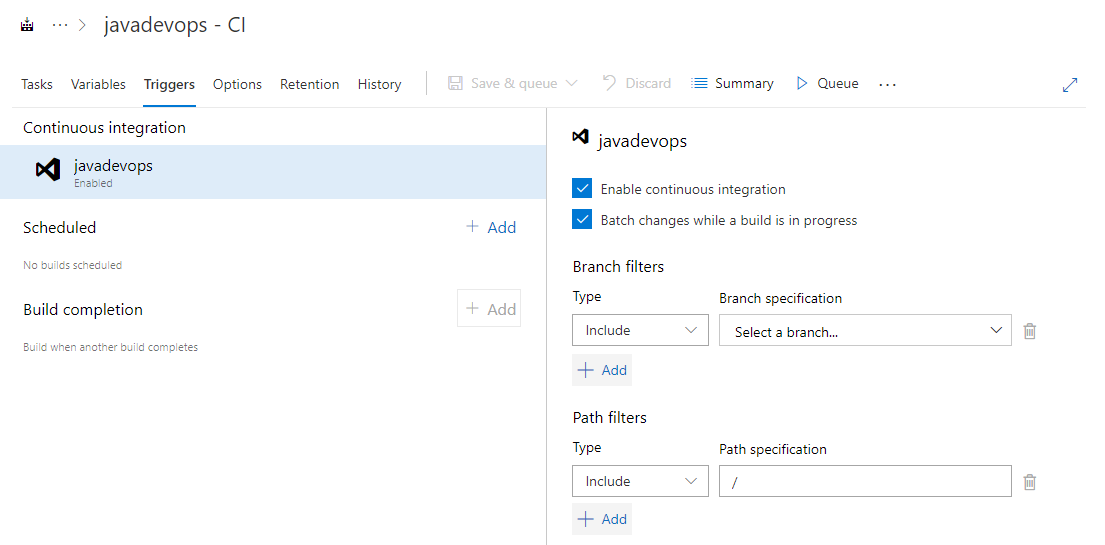 ··· > javadevops - CI
Tasks Variables Triggers Options Retention History Save & queue Discard Summary Queue ···
Continuous integration
javadevops
Enabled
Scheduled + Add
No builds scheduled
Build completion + Add
Build when another build completes
javadevops
Enable continuous integration
Batch changes while a build is in progress
Branch filters
Type Branch specification
Include Select a branch...
+ Add
Path filters
Type Path specification
Include /
+ Add